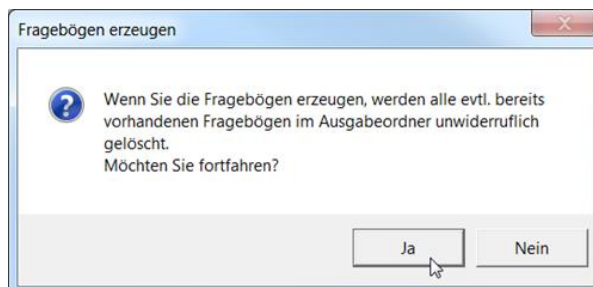 Fragebögen erzeugen
Wenn Sie die Fragebögen erzeugen, werden alle evtl. bereits
vorhandenen Fragebögen im Ausgabeordner unwiderruflich
gelöscht.
Möchten Sie fortfahren?
Ja
Nein